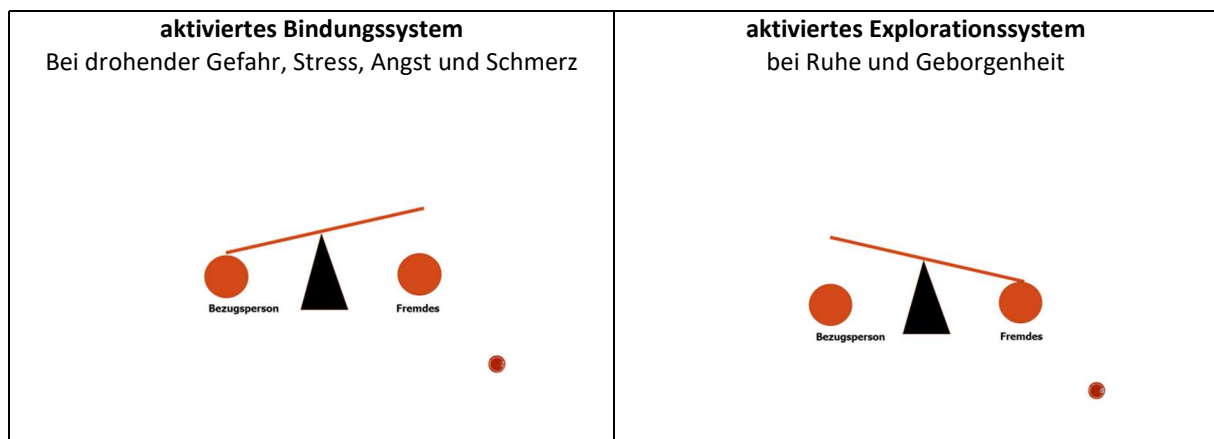 aktiviertes Bindungssystem
Bei drohender Gefahr, Stress, Angst und Schmerz
Bezugsperson
Fremdes
aktiviertes Explorationssystem
bei Ruhe und Geborgenheit
Bezugsperson
Fremdes